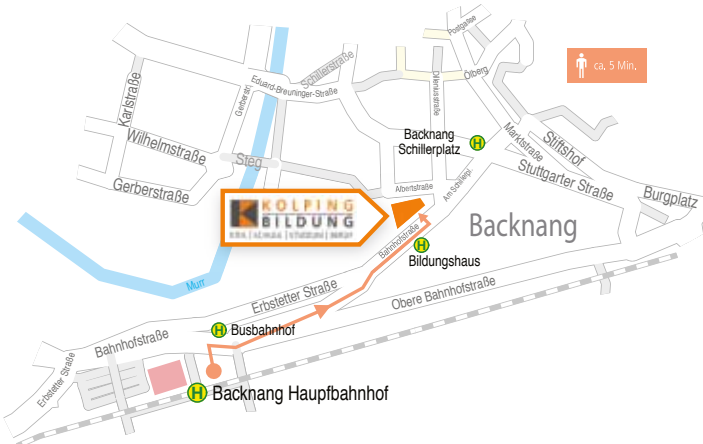 Postgasse
Ölberg
ca. 5 Min.
Schillerstraße
Eduard-Breuninger-Straße
Dilleniusstraße
Karlstraße
Gerberstr.
Backnang
Schillerplatz
H
Marktstraße
Stiftshof
Wilhelmstraße
Steg
Stuttgarter Straße
Gerberstraße
Albertstraße
Am Schillerpl.
Burgplatz
KOLPING
BILDUNG
Backnang
Bahnhofstraße
H
Bildungshaus
Murr
Erbstetter Straße
Obere Bahnhofstraße
H Busbahnhof
Bahnhofstraße
Erbstetter Straße
H Backnang Haupfbahnhof